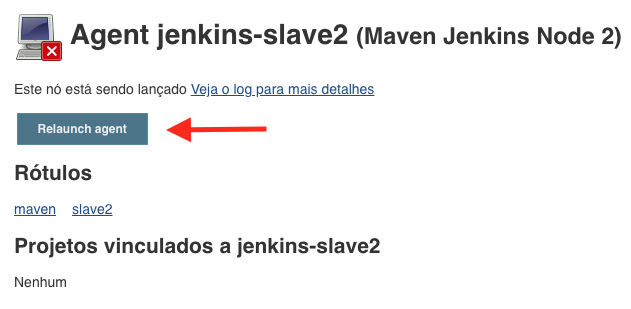 Agent jenkins-slave2 (Maven Jenkins Node 2)
Este nó está sendo lançado Veja o log para mais detalhes
Relaunch agent
Rótulos
maven slave2
Projetos vinculados a jenkins-slave2
Nenhum